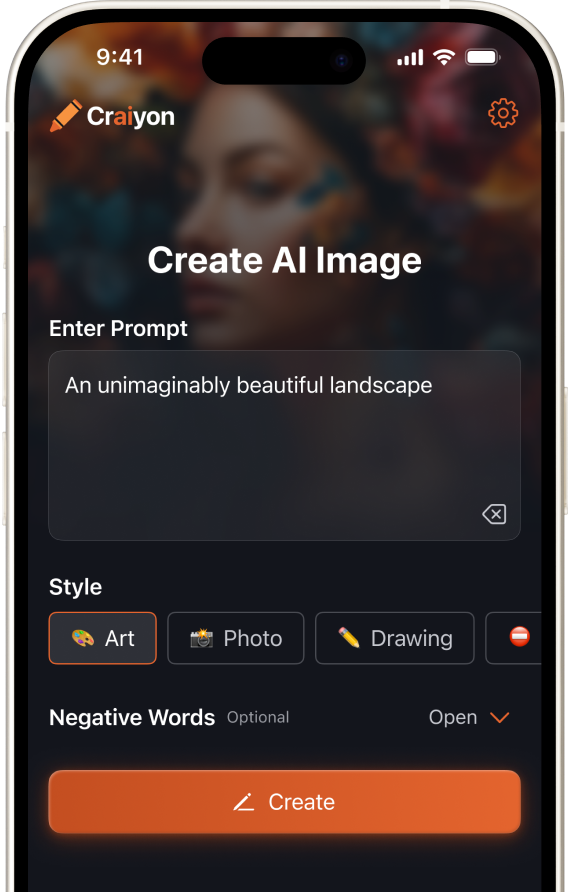 9:41
Craiyon
Create AI Image
Enter Prompt
An unimaginably beautiful landscape
Style
Art Photo Drawing
Negative Words Optional Open
Create